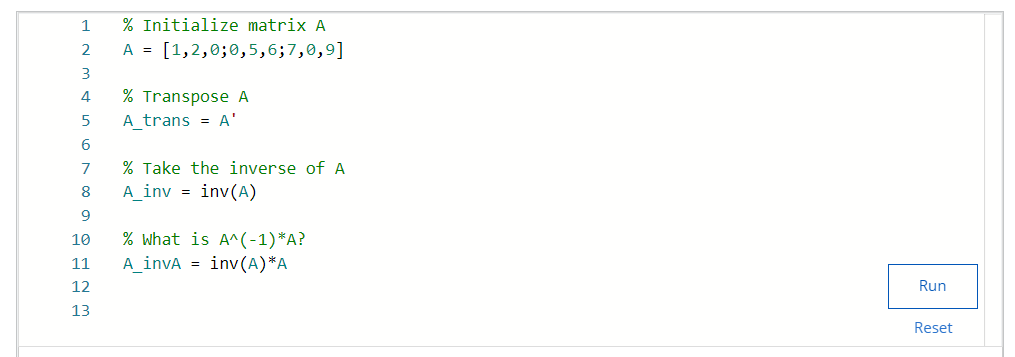 1 % Initialize matrix A
2 A = [1,2,0;0,5,6;7,0,9]
3
4 % Transpose A
5 A_trans = A'
6
7 % Take the inverse of A
8 A_inv = inv(A)
9
10 % What is A^(-1)*A?
11 A_invA = inv(A)*A
12
13
Run
Reset